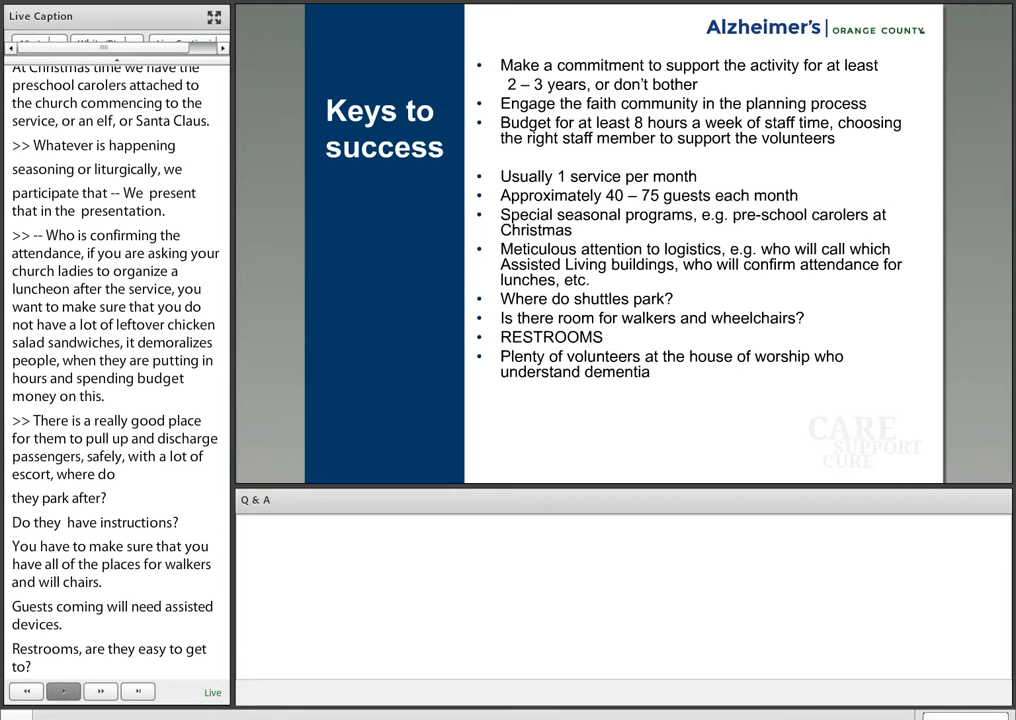 Live Caption
At Christmas time we have the
preschool carolers attached to
the church commencing to the
service, or an elf, or Santa Claus.
>> Whatever is happening
seasoning or liturgically, we
participate that -- We present
that in the presentation.
>> -- Who is confirming the
attendance, if you are asking your
church ladies to organize a
luncheon after the service, you
want to make sure that you do
not have a lot of leftover chicken
salad sandwiches, it demoralizes
people, when they are putting in
hours and spending budget
money on this.
>> There is a really good place
for them to pull up and discharge
passengers, safely, with a lot of
escort, where do
they park after?
Do they have instructions?
You have to make sure that you
have all of the places for walkers
and will chairs.
Guests coming will need assisted
devices.
Restrooms, are they easy to get
to?
Live
Alzheimer's | ORANGE COUNTY
Keys to
success
• Make a commitment to support the activity for at least
2 – 3 years, or don't bother
• Engage the faith community in the planning process
• Budget for at least 8 hours a week of staff time, choosing
the right staff member to support the volunteers
• Usually 1 service per month
• Approximately 40 – 75 guests each month
• Special seasonal programs, e.g. pre-school carolers at
Christmas
• Meticulous attention to logistics, e.g. who will call which
Assisted Living buildings, who will confirm attendance for
lunches, etc.
• Where do shuttles park?
• Is there room for walkers and wheelchairs?
• RESTROOMS
• Plenty of volunteers at the house of worship who
understand dementia
CARE
SUPPORT
CURE
Q & A